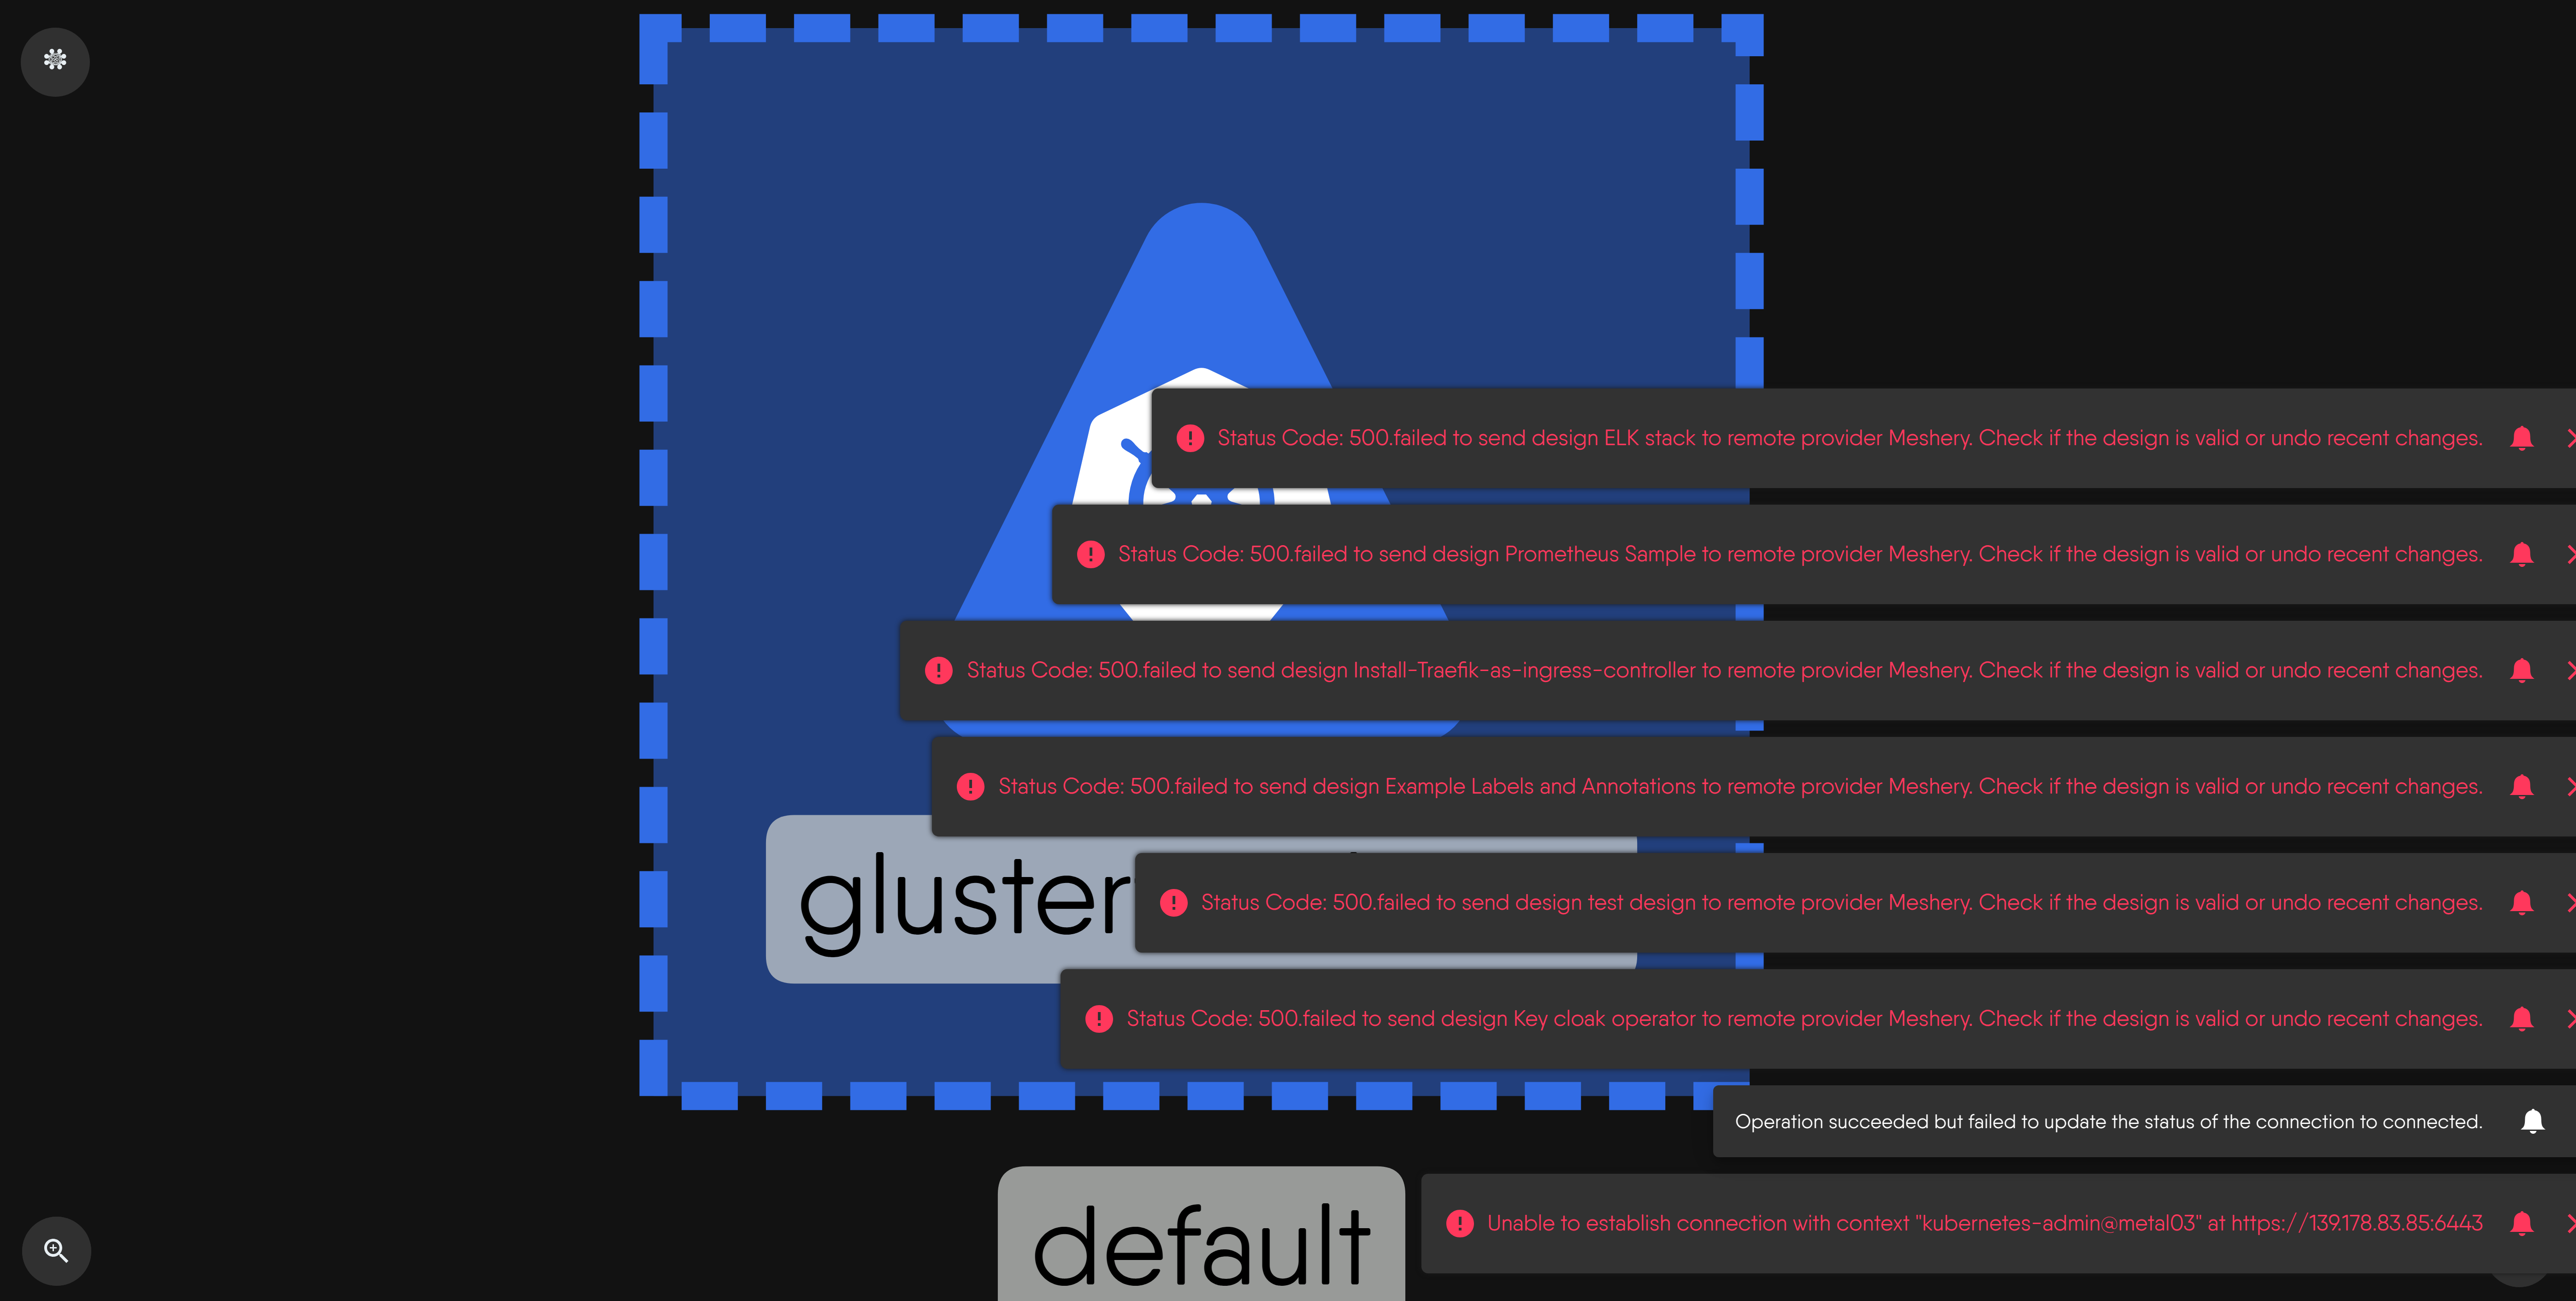 Status Code: 500.failed to send design ELK stack to remote provider Meshery. Check if the design is valid or undo recent changes.
Status Code: 500.failed to send design Prometheus Sample to remote provider Meshery. Check if the design is valid or undo recent changes.
Status Code: 500.failed to send design Install-Traefik-as-ingress-controller to remote provider Meshery. Check if the design is valid or undo recent changes.
Status Code: 500.failed to send design Example Labels and Annotations to remote provider Meshery. Check if the design is valid or undo recent changes.
Status Code: 500.failed to send design test design to remote provider Meshery. Check if the design is valid or undo recent changes.
Status Code: 500.failed to send design Key cloak operator to remote provider Meshery. Check if the design is valid or undo recent changes.
Operation succeeded but failed to update the status of the connection to connected.
default
Unable to establish connection with context "kubernetes-admin@metal03" at https://139.178.83.85:6443